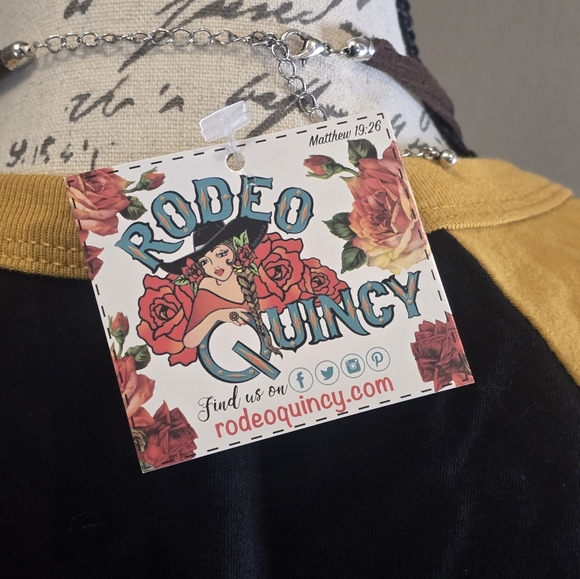 Matthew 19:26
RODEO
QUINCY
Find us on
rodeoquincy.com